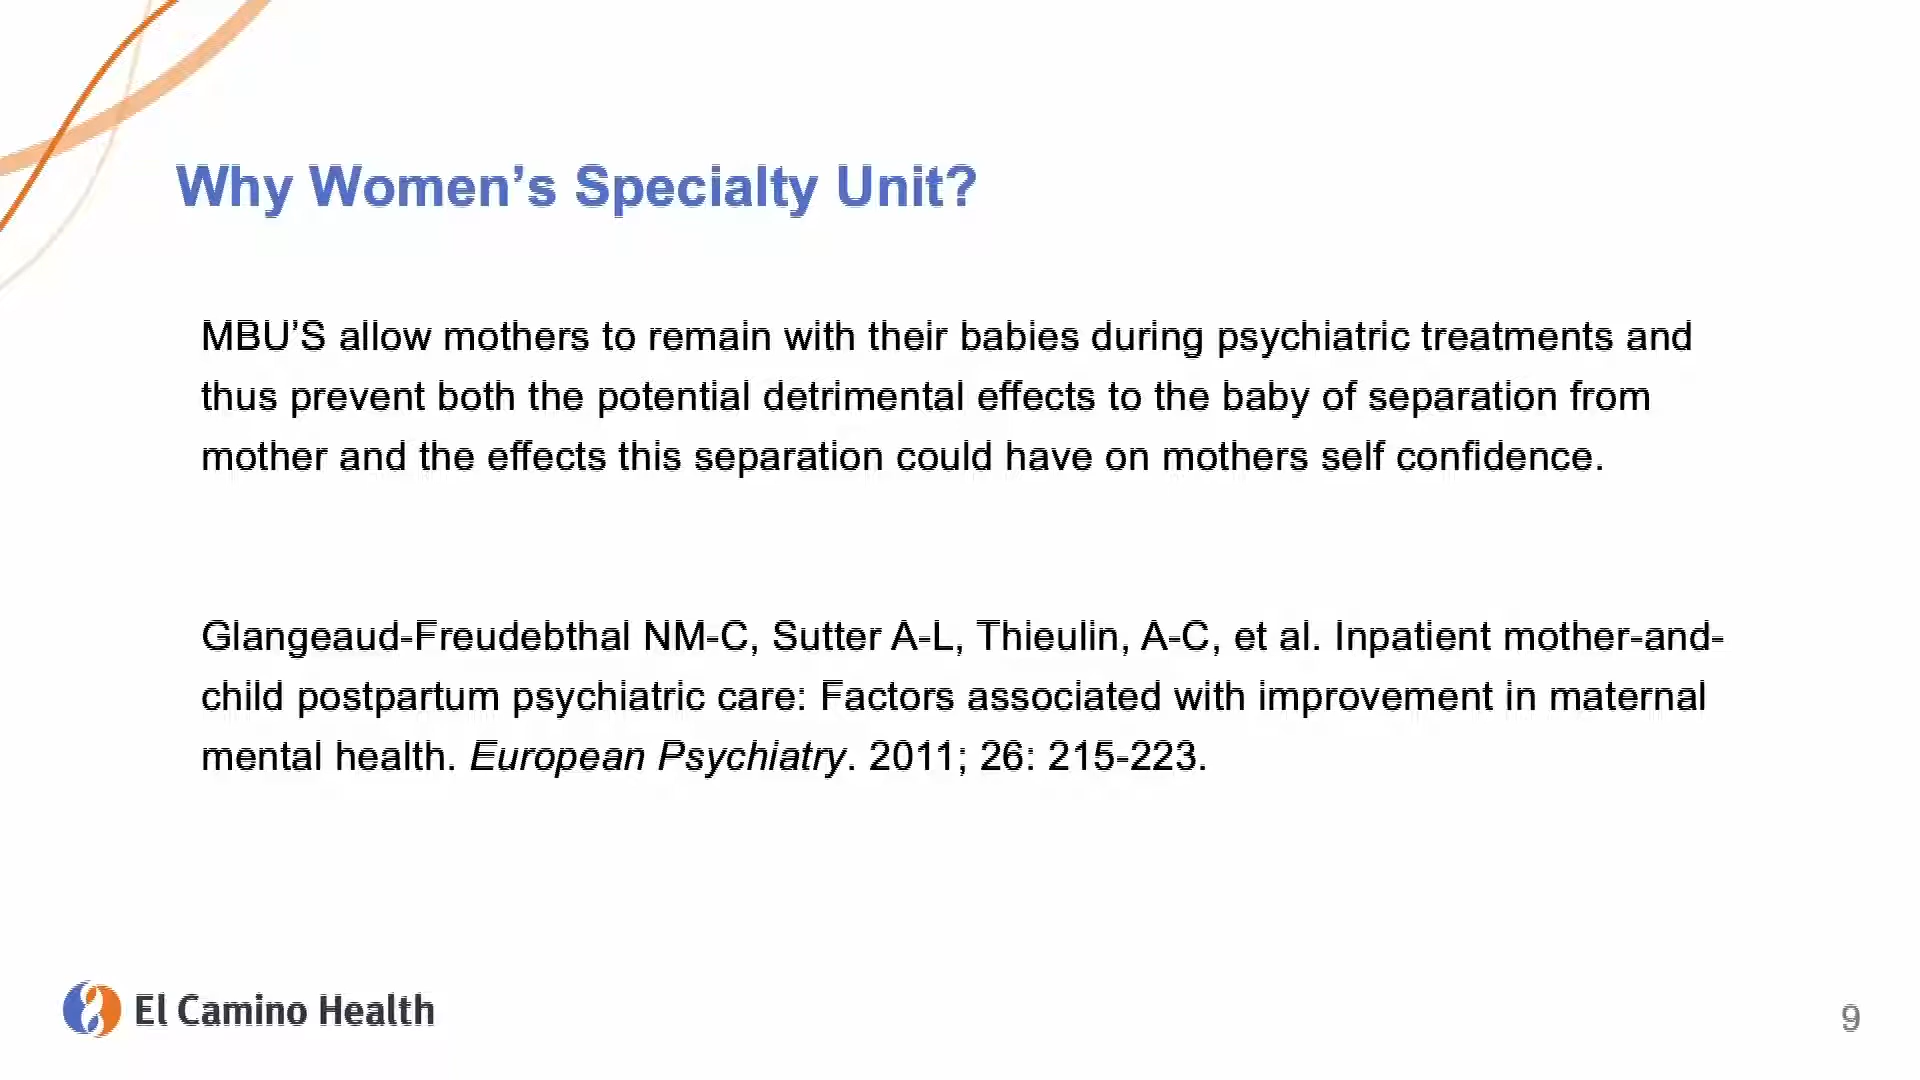 Why Women’s Specialty Unit?
MBU’S allow mothers to remain with their babies during psychiatric treatments and
thus prevent both the potential detrimental effects to the baby of separation from
mother and the effects this separation could have on mothers self confidence.
Glangeaud-Freudebthal NM-C, Sutter A-L, Thieulin, A-C, et al. Inpatient mother-and-
child postpartum psychiatric care: Factors associated with improvement in maternal
mental health. European Psychiatry. 2011; 26: 215-223.
El Camino Health
9